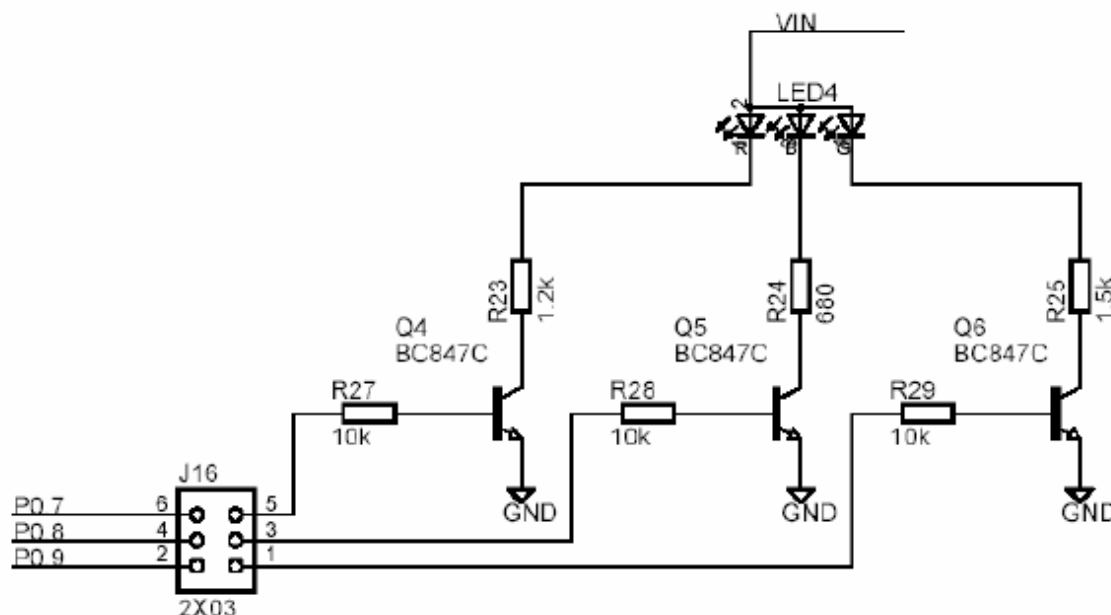 VIN
LED4
2
R
B
G
R23
1.2k
R24
680
R25
1.5k
Q4
BC847C
Q5
BC847C
Q6
BC847C
R27
10k
R28
10k
R29
10k
J16
P0.7
6
5
P0.8
4
3
P0.9
2
1
2X03
GND
GND
GND